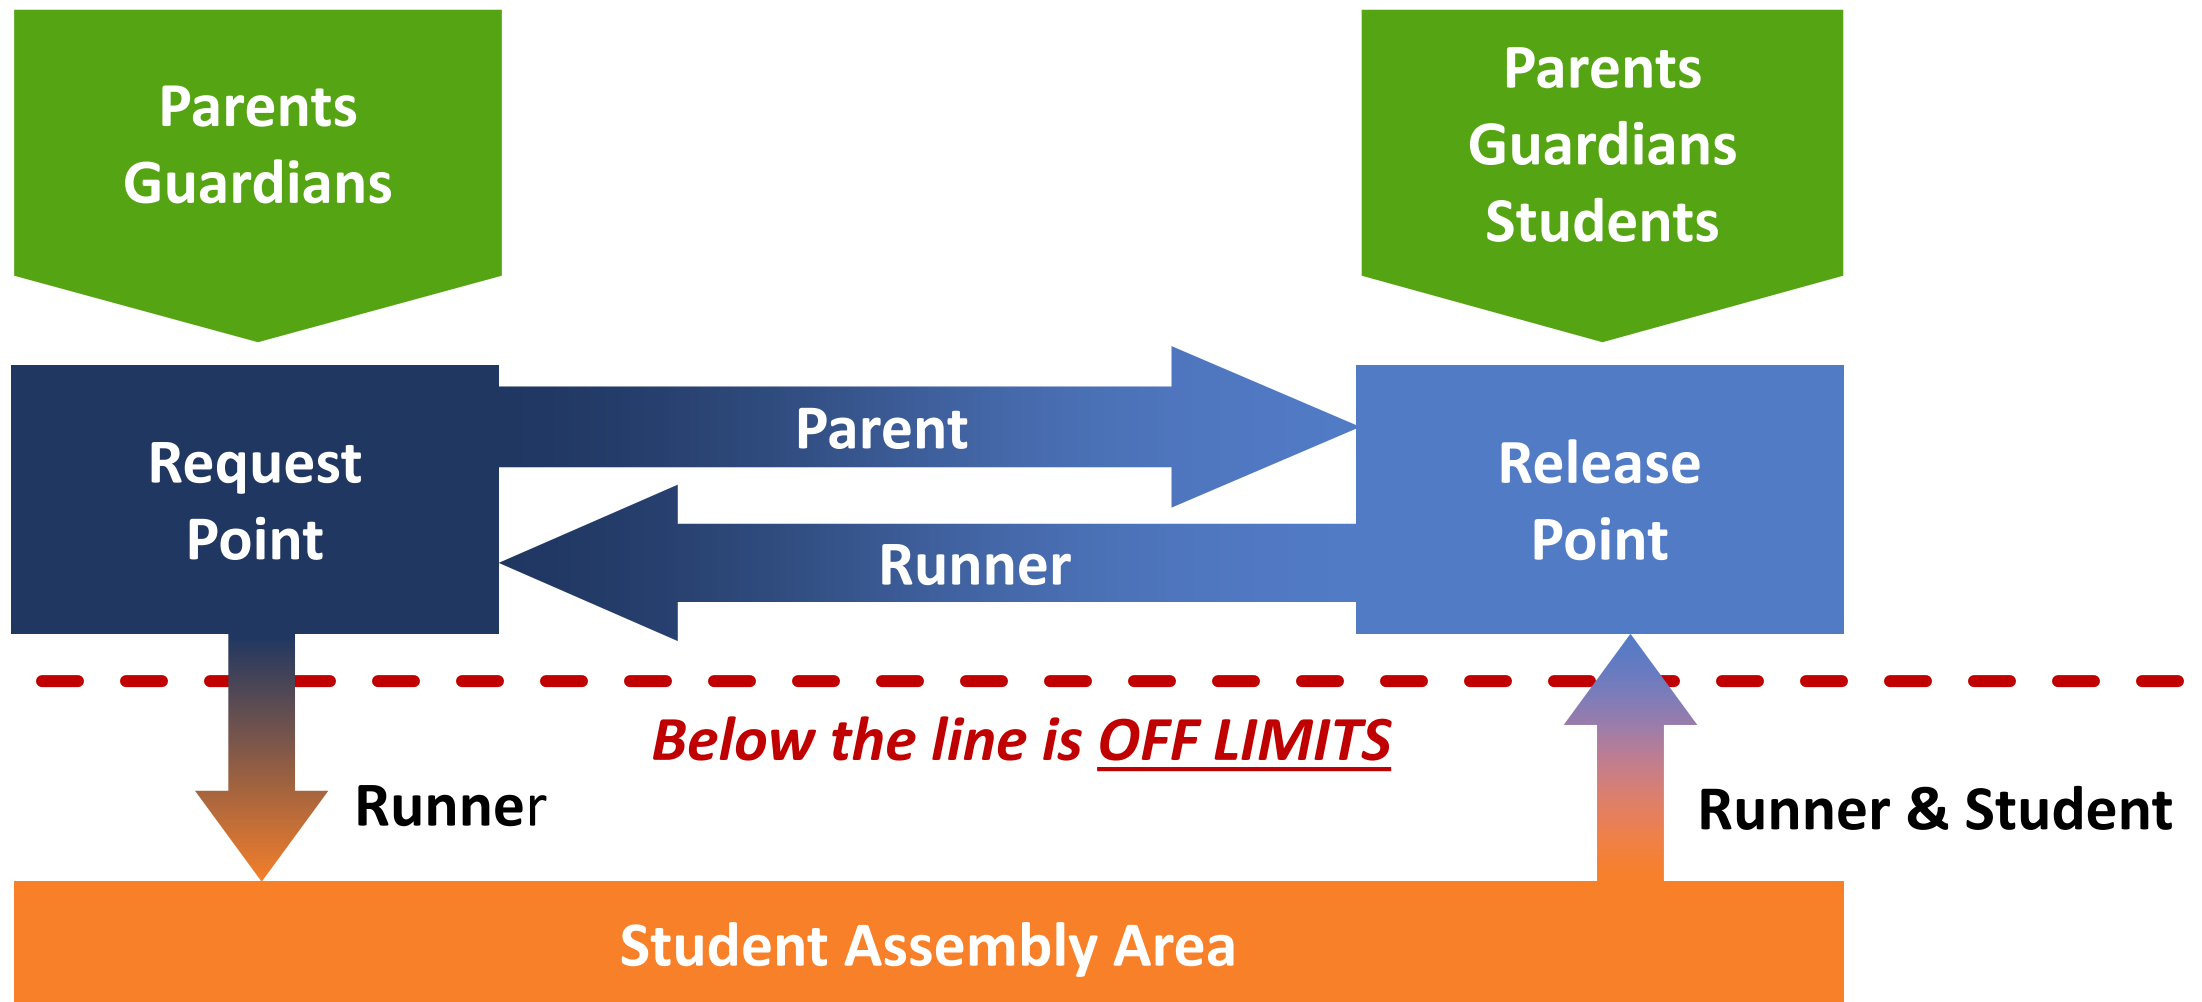 Parents
Guardians
Parents
Guardians
Students
Request
Point
Parent
Runner
Release
Point
Below the line is OFF LIMITS
Runner
Runner & Student
Student Assembly Area